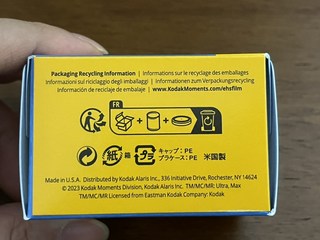 Packaging Recycling Information | Informations sur le recyclage des emballages
Informazioni sul riciclaggio degli imballaggi | Informationen zum Verpackungsrecycling
Información de reciclaje de embalaje | www.KodakMoments.com/ehsfilm
FR
+ +
紙 箱 プラ キャップ: PE
プラケース: PE 米国製
Made in U.S.A. Distributed by Kodak Alaris Inc., 336 Initiative Drive, Rochester, NY 14624
© 2023 Kodak Moments Division, Kodak Alaris Inc. TM/MC/MR: Ultra, Max
TM/MC/MR Licensed from Eastman Kodak Company: Kodak